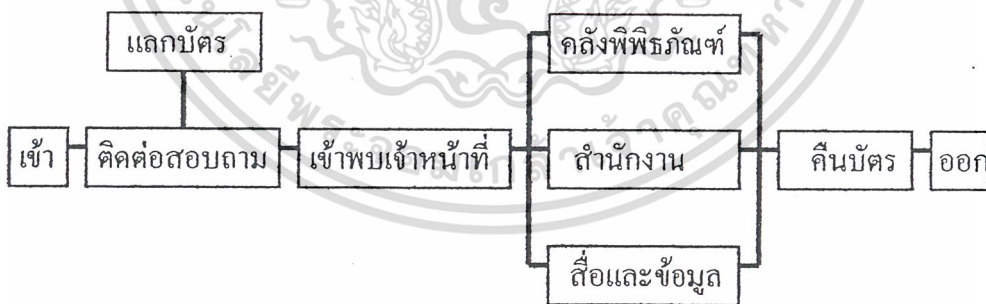 แลกบัตร
คลังพิพิธภัณฑ์
เข้า ติดต่อสอบถาม เข้าพบเจ้าหน้าที่ สำนักงาน คืนบัตร ออก
สื่อและข้อมูล